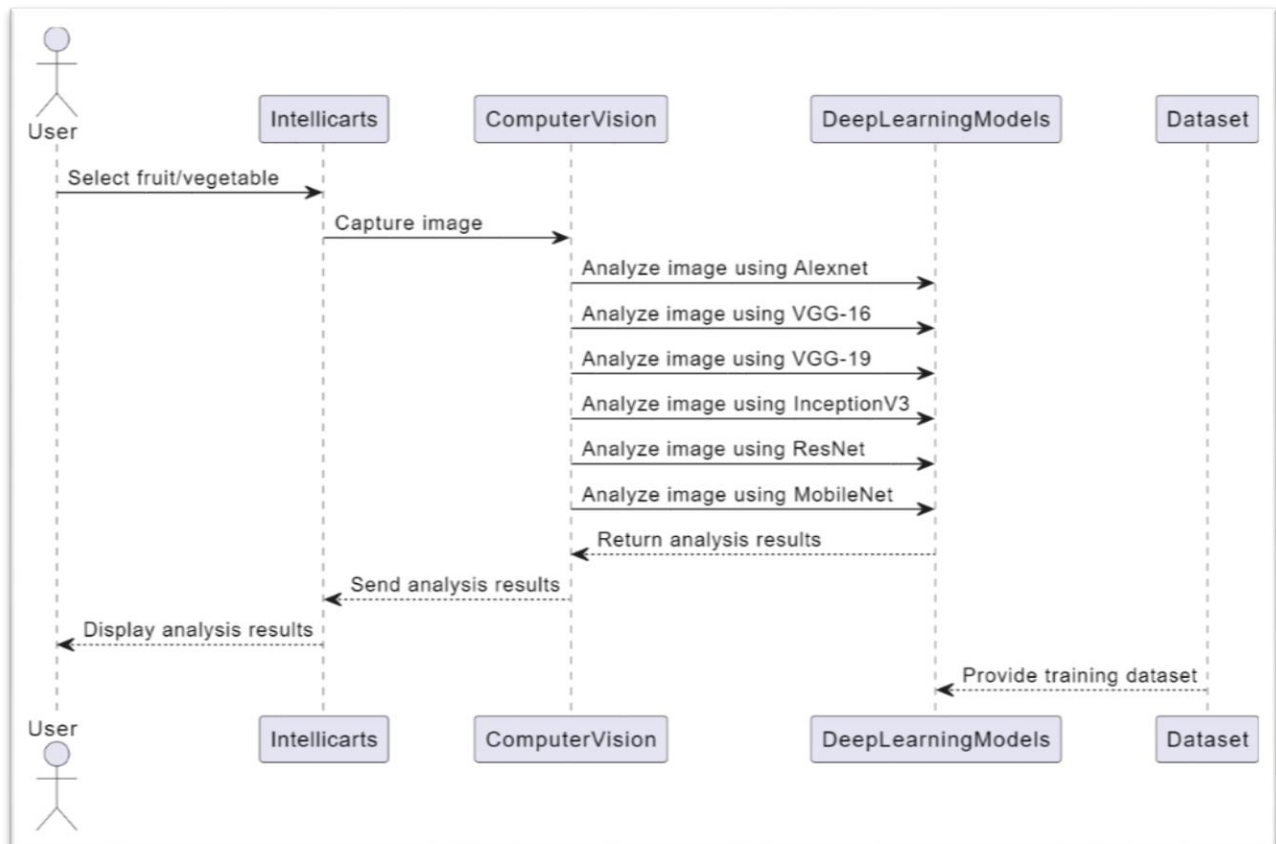 User
Intellicarts
ComputerVision
DeepLearningModels
Dataset
Select fruit/vegetable
Capture image
Analyze image using Alexnet
Analyze image using VGG-16
Analyze image using VGG-19
Analyze image using InceptionV3
Analyze image using ResNet
Analyze image using MobileNet
Return analysis results
Send analysis results
Display analysis results
Provide training dataset
User
Intellicarts
ComputerVision
DeepLearningModels
Dataset